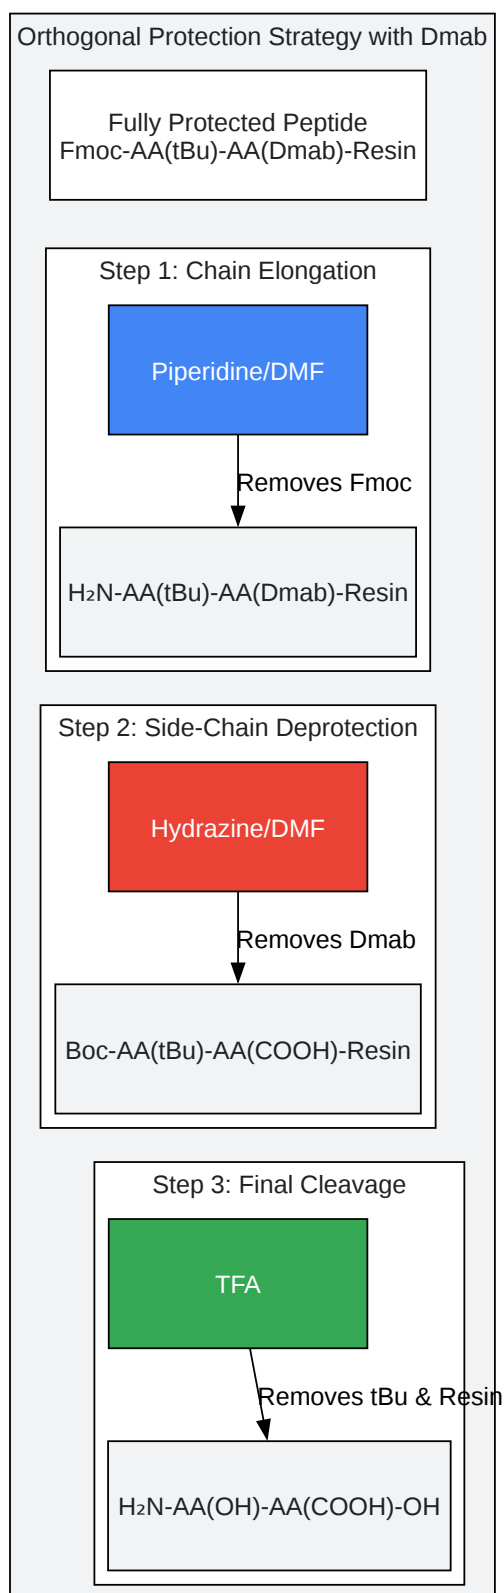 Orthogonal Protection Strategy with Dmab
Fully Protected Peptide
Fmoc-AA(tBu)-AA(Dmab)-Resin
Step 1: Chain Elongation
Piperidine/DMF
Removes Fmoc
H₂N-AA(tBu)-AA(Dmab)-Resin
Step 2: Side-Chain Deprotection
Hydrazine/DMF
Removes Dmab
Boc-AA(tBu)-AA(COOH)-Resin
Step 3: Final Cleavage
TFA
Removes tBu & Resin
H₂N-AA(OH)-AA(COOH)-OH